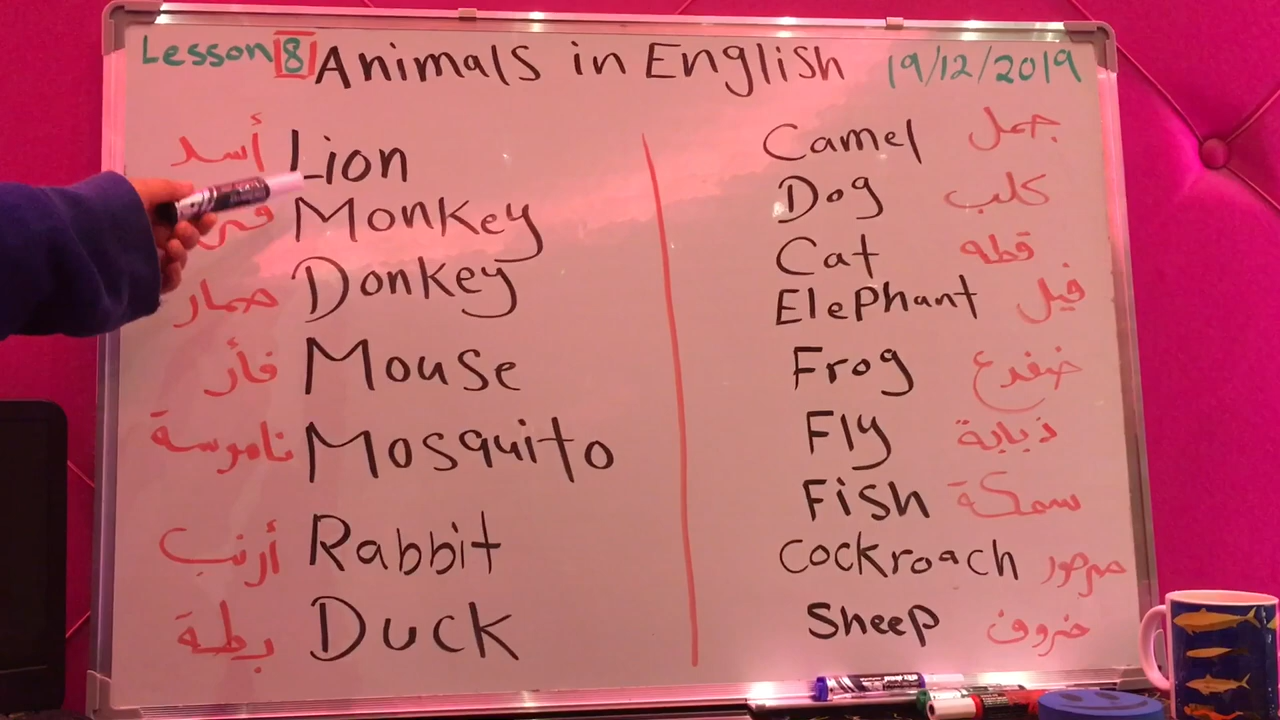 Lesson 8 Animals in English 19/12/2019
أسد Lion
Monkey
حمار Donkey
فأر Mouse
ناموسة Mosquito
أرنب Rabbit
بطة Duck
Camel جمل
Dog كلب
Cat قطه
Elephant فيل
Frog ضفدع
Fly ذبابة
Fish سمكة
Cockroach صرصور
Sheep خروف